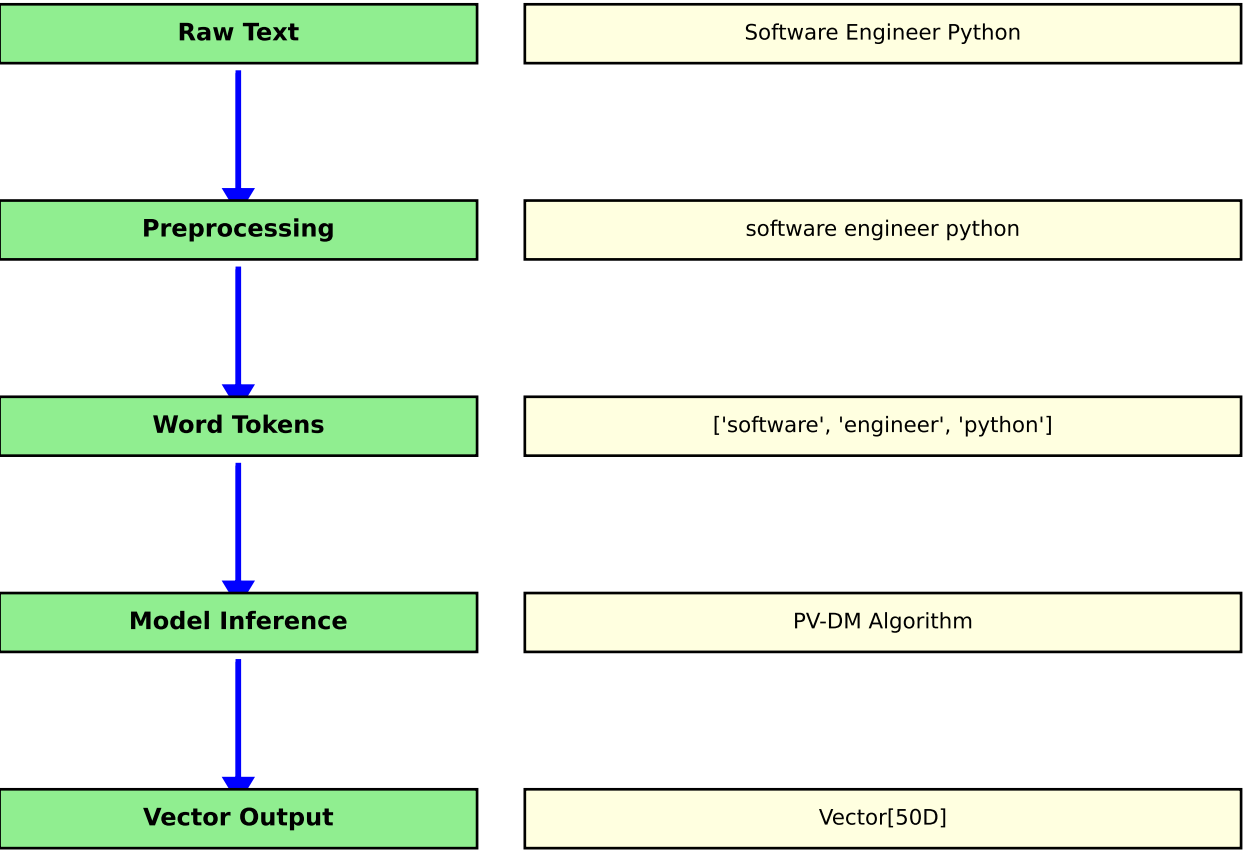 Raw Text
Software Engineer Python
Preprocessing
software engineer python
Word Tokens
['software', 'engineer', 'python']
Model Inference
PV-DM Algorithm
Vector Output
Vector[50D]